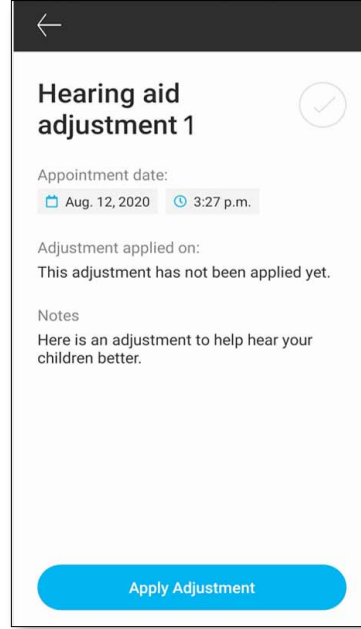 Hearing aid
adjustment 1
Appointment date:
Aug. 12, 2020 3:27 p.m.
Adjustment applied on:
This adjustment has not been applied yet.
Notes
Here is an adjustment to help hear your
children better.
Apply Adjustment